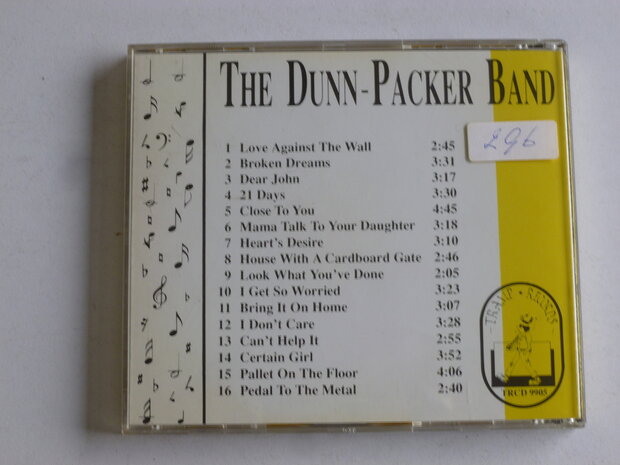 THE DUNN-PACKER BAND
296
1 Love Against The Wall 2:45
2 Broken Dreams 3:31
3 Dear John 3:17
4 21 Days 3:30
5 Close To You 4:45
6 Mama Talk To Your Daughter 3:18
7 Heart's Desire 3:10
8 House With A Cardboard Gate 2:46
9 Look What You've Done 2:05
10 I Get So Worried 3:23
11 Bring It On Home 3:07
12 I Don't Care 3:28
13 Can't Help It 2:55
14 Certain Girl 3:52
15 Pallet On The Floor 4:06
16 Pedal To The Metal 2:40
TRAMP • RECORDS
TRCD 9905